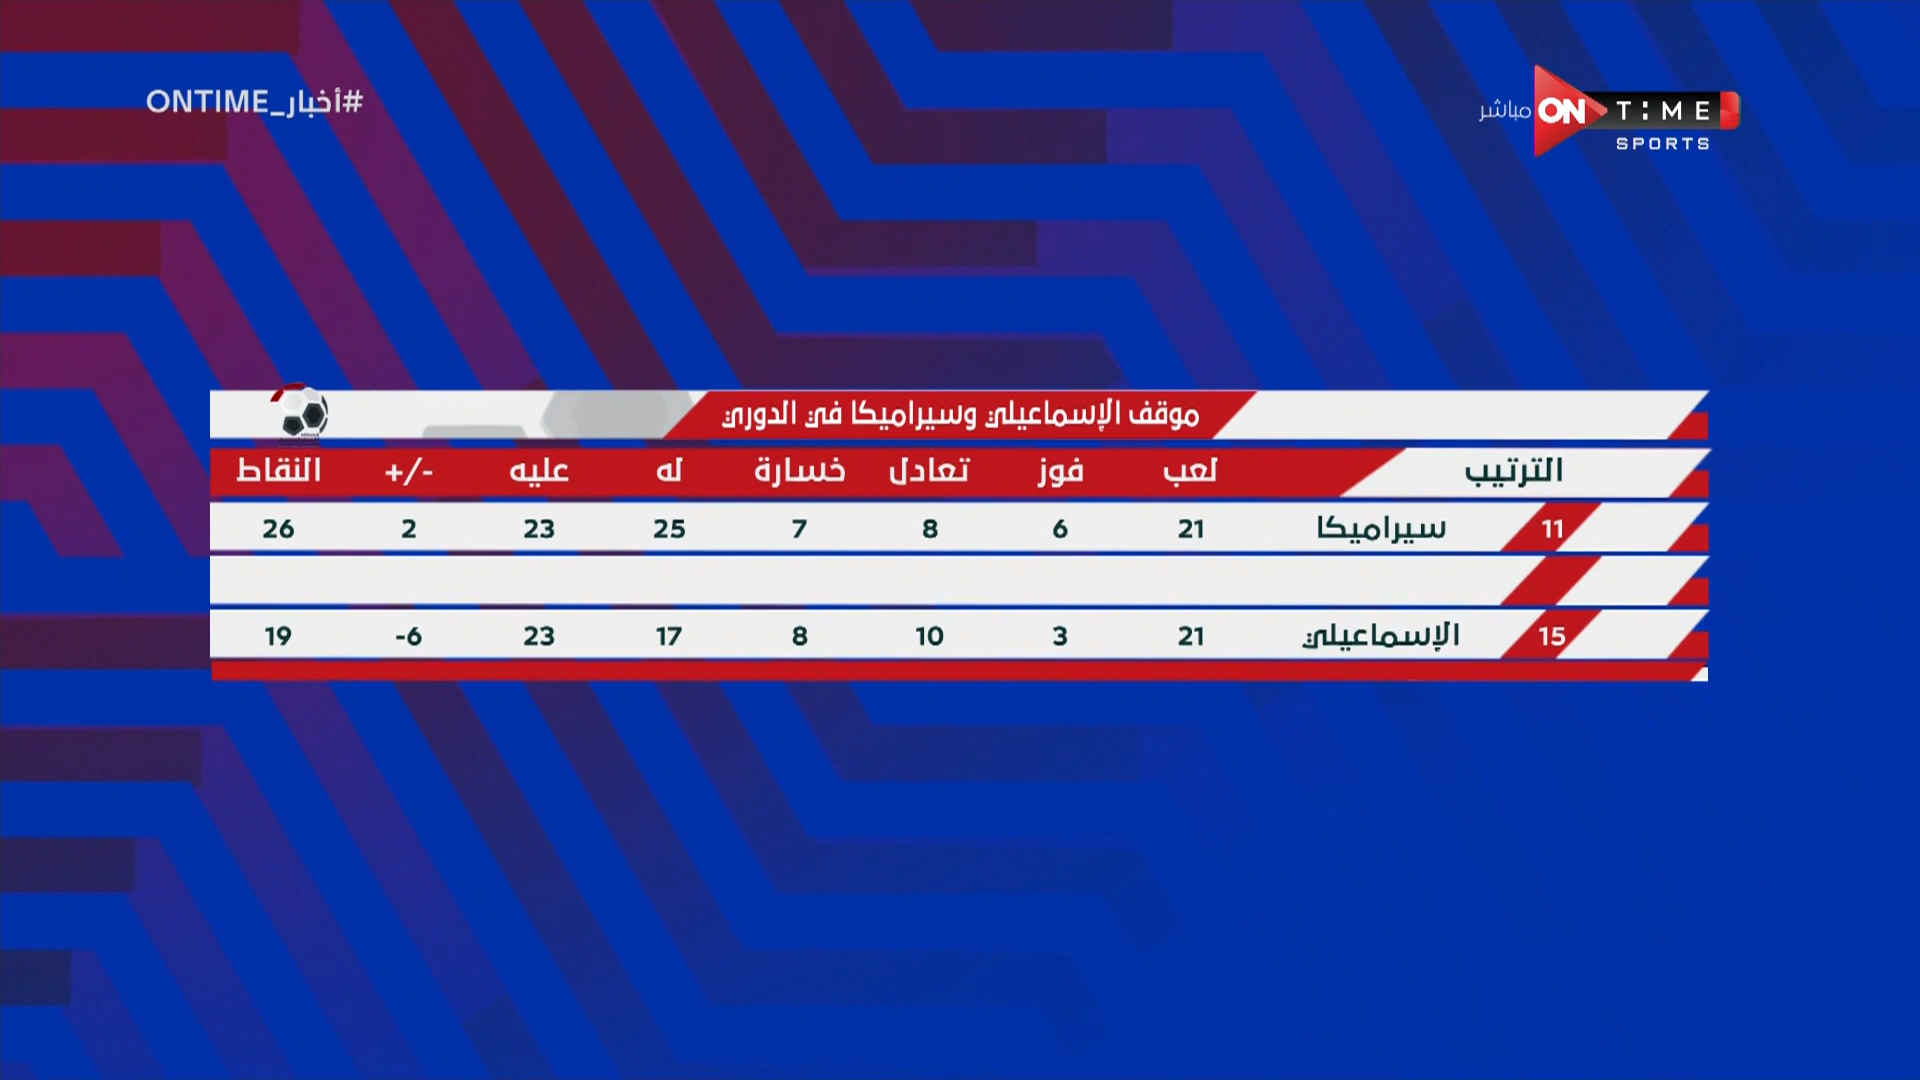 #أخبار_ONTIME
مباشر ON TIME SPORTS
موقف الإسماعيلي وسيراميكا في الدوري
الترتيب لعب فوز تعادل خسارة له عليه +/- النقاط
11 سيراميكا 21 6 8 7 25 23 2 26
15 الإسماعيلي 21 3 10 8 17 23 -6 19